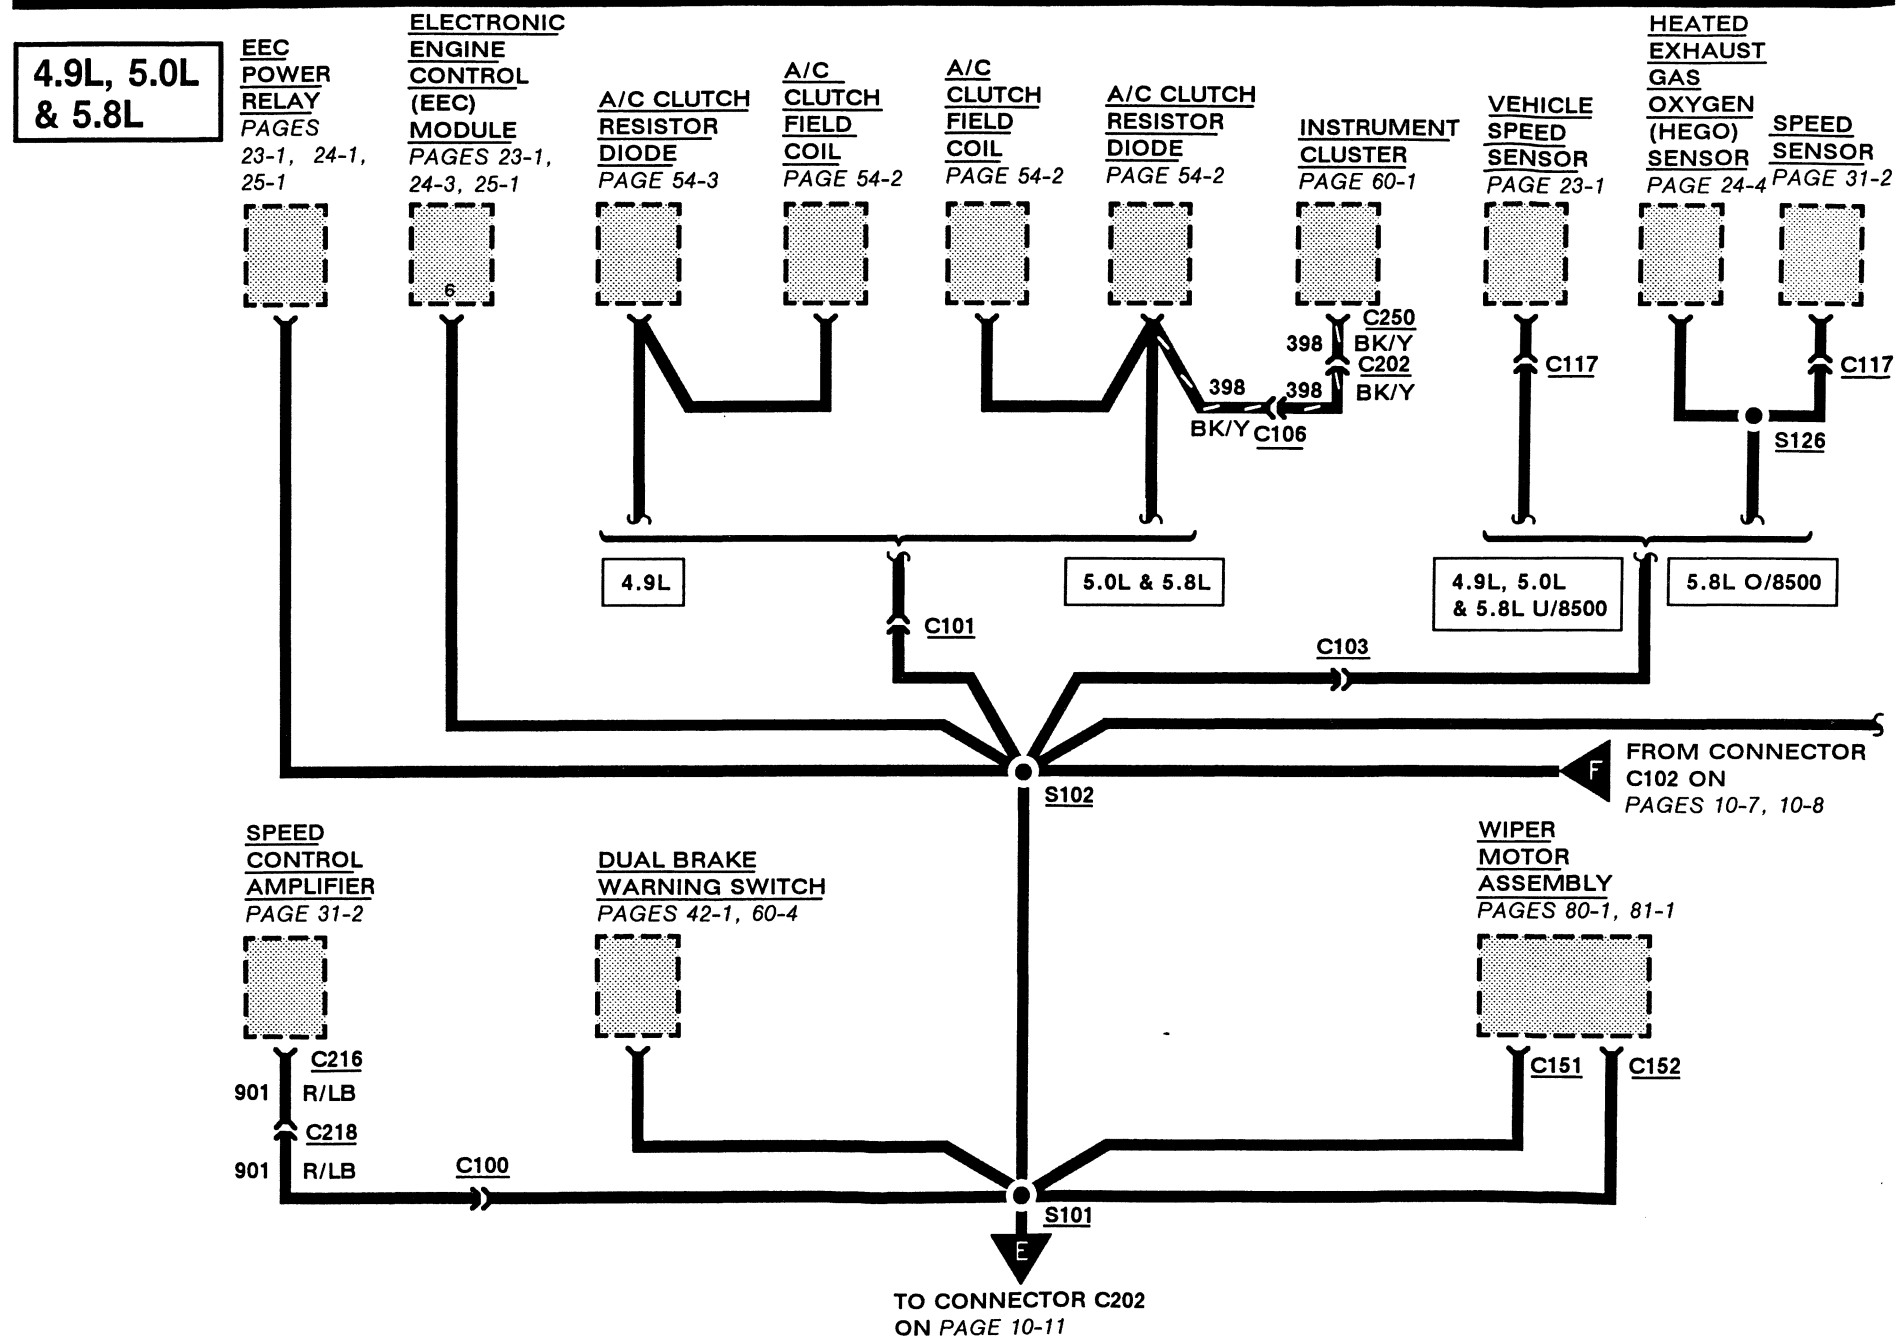 4.9L, 5.0L
& 5.8L
EEC
POWER
RELAY
PAGES
23-1, 24-1,
25-1
ELECTRONIC
ENGINE
CONTROL
(EEC)
MODULE
PAGES 23-1,
24-3, 25-1
A/C CLUTCH
RESISTOR
DIODE
PAGE 54-3
A/C
CLUTCH
FIELD
COIL
PAGE 54-2
A/C
CLUTCH
FIELD
COIL
PAGE 54-2
A/C CLUTCH
RESISTOR
DIODE
PAGE 54-2
INSTRUMENT
CLUSTER
PAGE 60-1
VEHICLE
SPEED
SENSOR
PAGE 23-1
HEATED
EXHAUST
GAS
OXYGEN
(HEGO)
SENSOR
PAGE 24-4
SPEED
SENSOR
PAGE 31-2
6
C250
398 BK/Y
C202
398 398 BK/Y
BK/Y C106
C117
C117
S126
4.9L
5.0L & 5.8L
4.9L, 5.0L
& 5.8L U/8500
5.8L O/8500
C101
C103
S102
F
FROM CONNECTOR
C102 ON
PAGES 10-7, 10-8
SPEED
CONTROL
AMPLIFIER
PAGE 31-2
DUAL BRAKE
WARNING SWITCH
PAGES 42-1, 60-4
WIPER
MOTOR
ASSEMBLY
PAGES 80-1, 81-1
C216
901 R/LB
C218
901 R/LB
C100
C151
C152
S101
E
TO CONNECTOR C202
ON PAGE 10-11